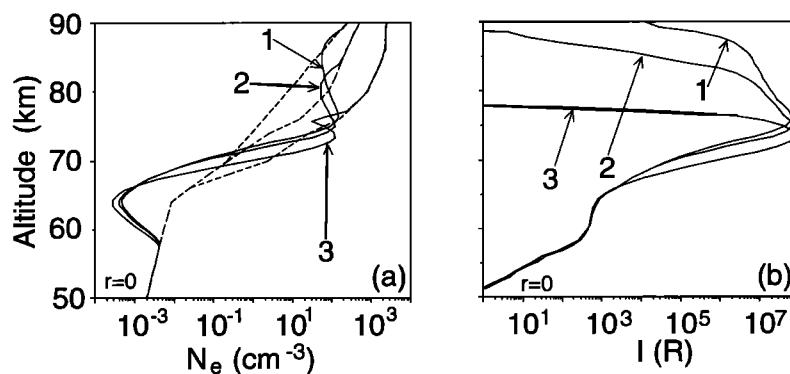 90
80
70
60
50
Altitude (km)
1
2
3
r=0
(a)
10^-3
10^-1
10^1
10^3
N_e (cm^-3)
1
2
3
r=0
(b)
10^1
10^3
10^5
10^7
I (R)